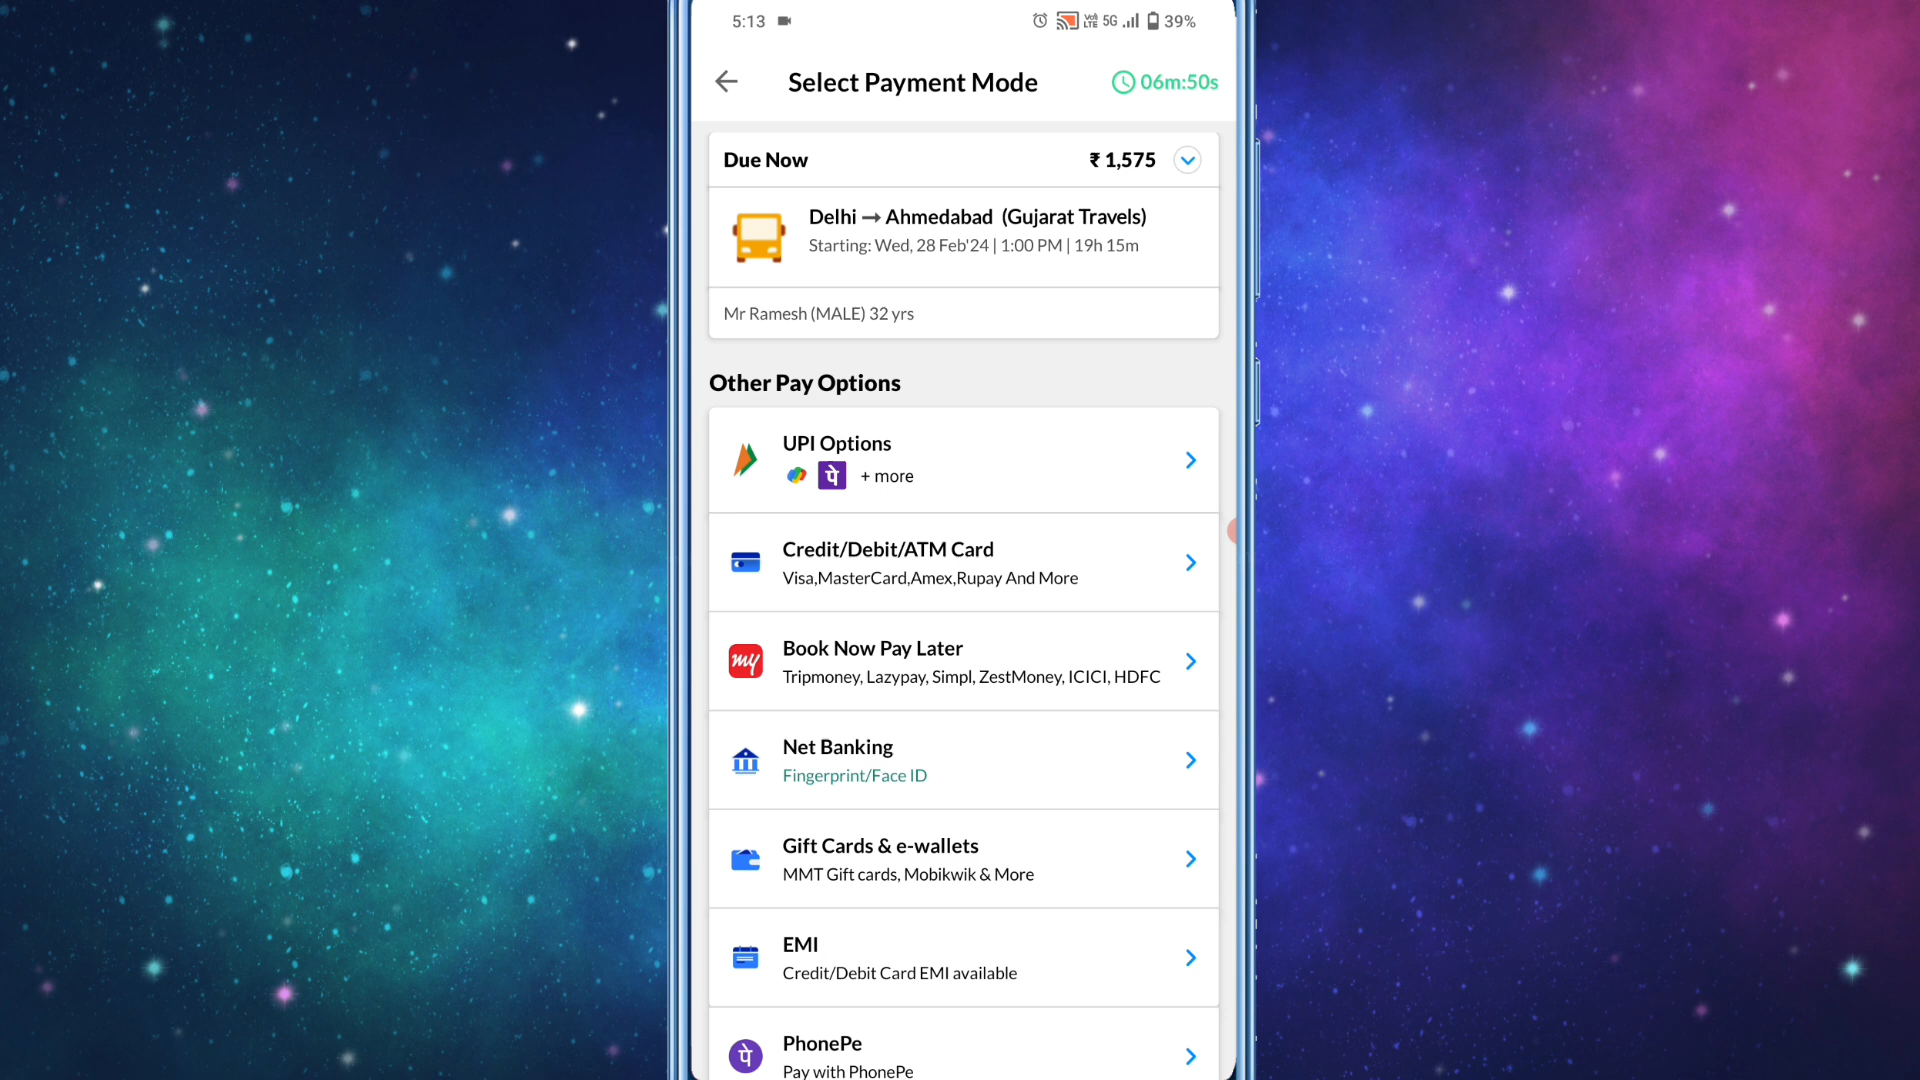 5:13 VoLTE 5G 39%
Select Payment Mode 06m:50s
Due Now ₹ 1,575
Delhi → Ahmedabad (Gujarat Travels)
Starting: Wed, 28 Feb'24 | 1:00 PM | 19h 15m
Mr Ramesh (MALE) 32 yrs
Other Pay Options
UPI Options
पे + more
Credit/Debit/ATM Card
Visa,MasterCard,Amex,Rupay And More
my Book Now Pay Later
Tripmoney, Lazypay, Simpl, ZestMoney, ICICI, HDFC
Net Banking
Fingerprint/Face ID
Gift Cards & e-wallets
MMT Gift cards, Mobikwik & More
EMI
Credit/Debit Card EMI available
पे PhonePe
Pay with PhonePe